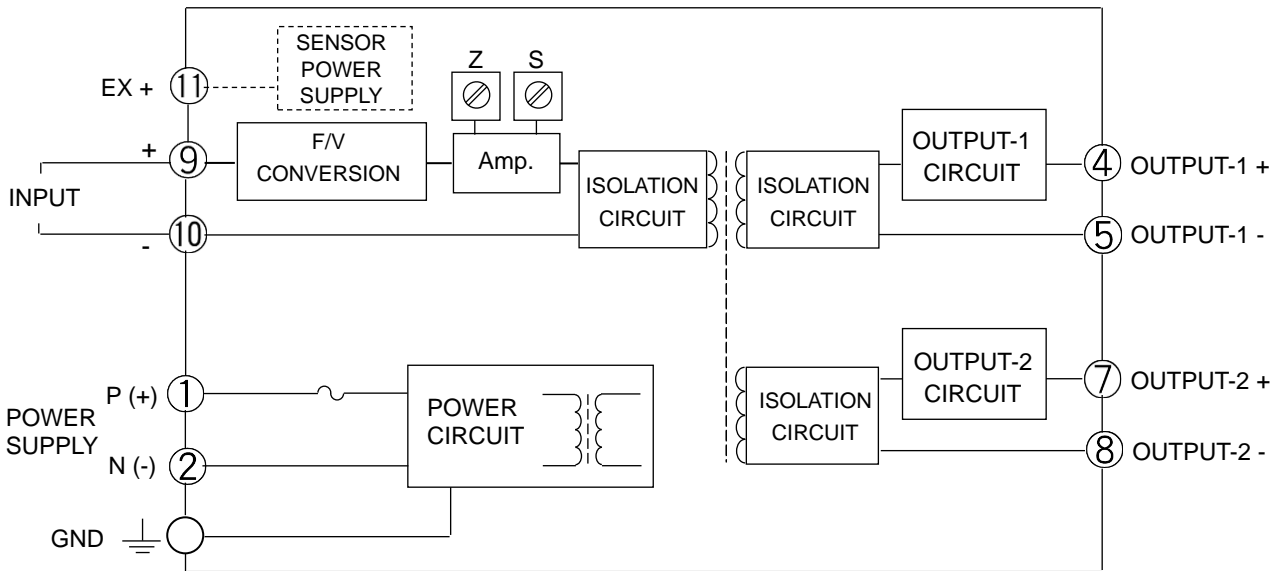 SENSOR
POWER
SUPPLY
Z
S
EX +
11
F/V
CONVERSION
Amp.
OUTPUT-1
CIRCUIT
+
9
4
OUTPUT-1 +
INPUT
ISOLATION
CIRCUIT
ISOLATION
CIRCUIT
-
10
5
OUTPUT-1 -
OUTPUT-2
CIRCUIT
P (+)
1
7
OUTPUT-2 +
POWER
SUPPLY
POWER
CIRCUIT
ISOLATION
CIRCUIT
N (-)
2
8
OUTPUT-2 -
GND